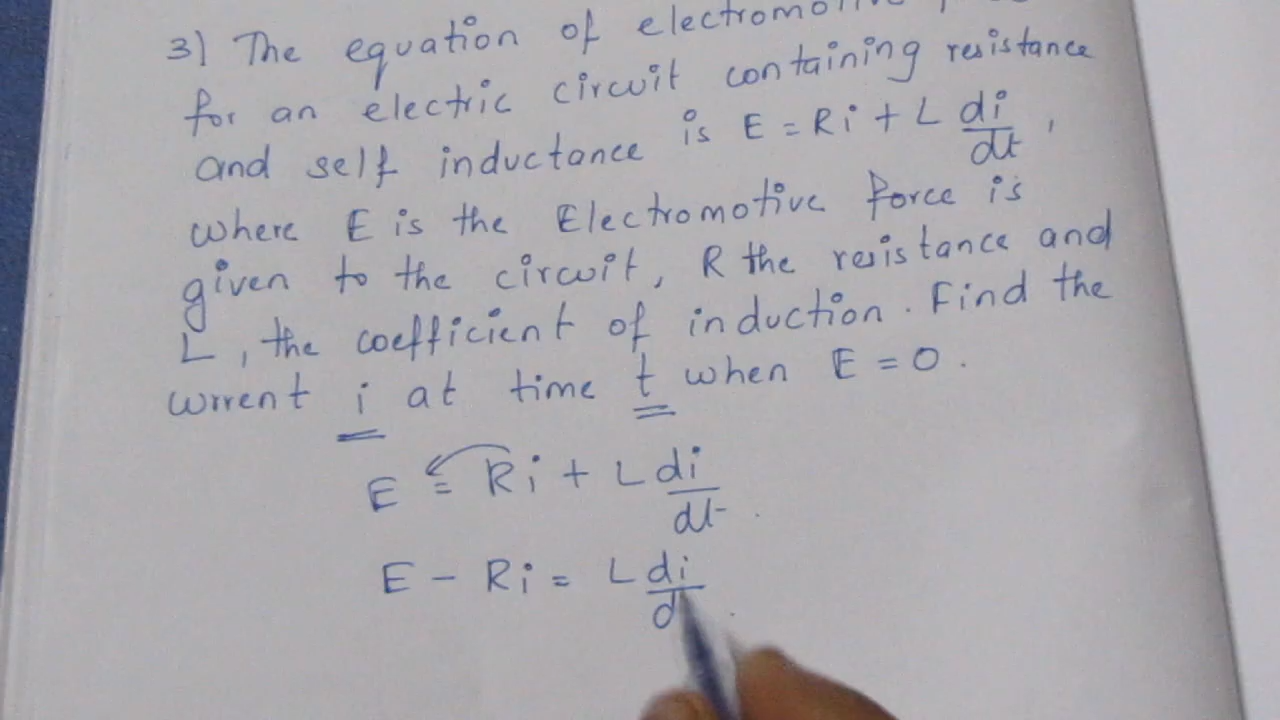 3) The equation of
for an electric circuit containing resistance
and self inductance is E = Ri + L di/dt ,
where E is the Electromotive force is
given to the circuit, R the resistance and
L, the coefficient of induction. Find the
current i at time t when E = 0.
E = Ri + L di/dt .
E - Ri = L di/d